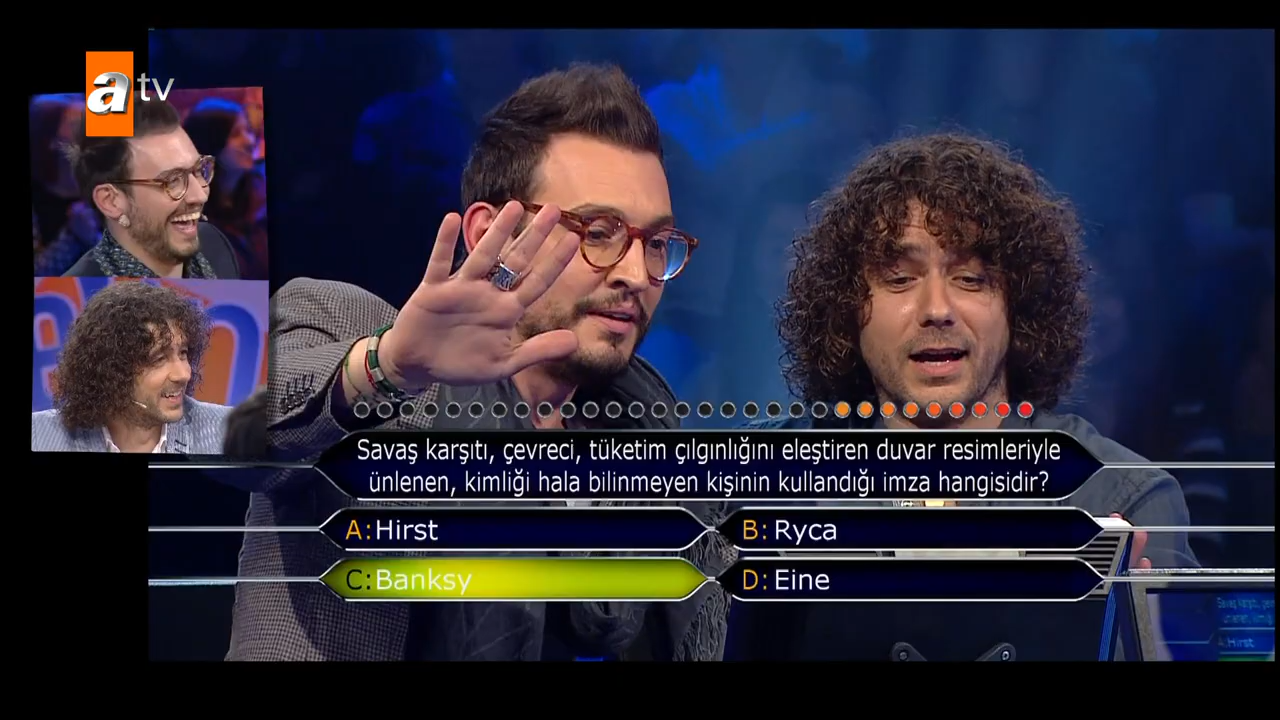 atv
Savaş karşıtı, çevreci, tüketim çılgınlığını eleştiren duvar resimleriyle
ünlenen, kimliği hala bilinmeyen kişinin kullandığı imza hangisidir?
A: Hirst
B: Ryca
C: Banksy
D: Eine